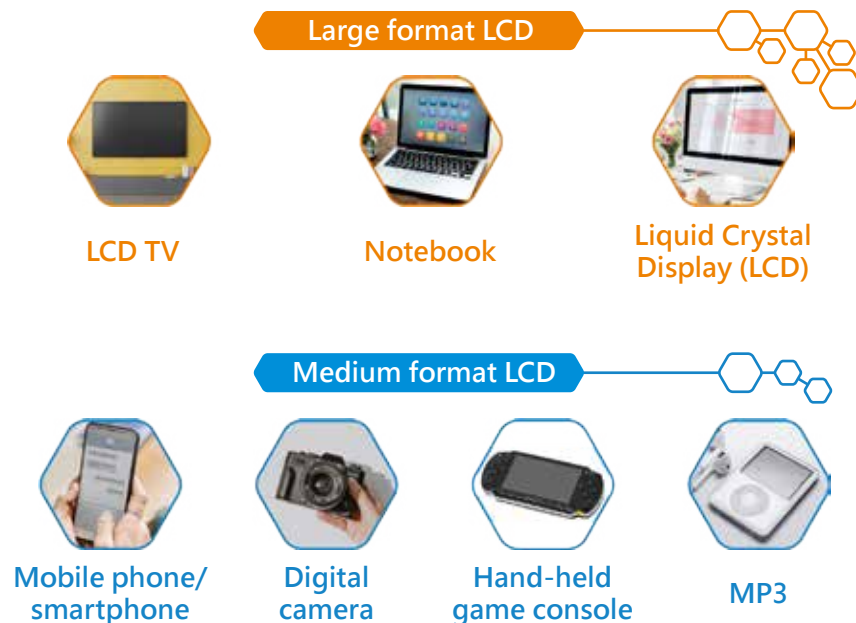 Large format LCD
LCD TV
Notebook
Liquid Crystal
Display (LCD)
Medium format LCD
Mobile phone/
smartphone
Digital
camera
Hand-held
game console
MP3